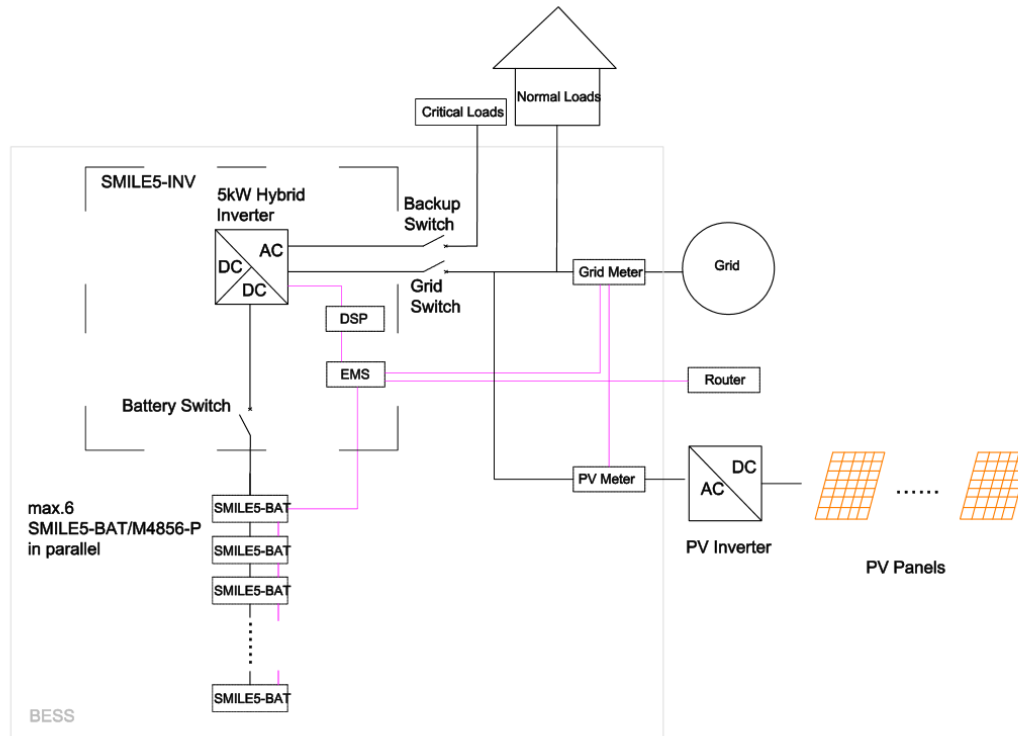 Normal Loads
Critical Loads
SMILE5-INV
5kW Hybrid
Inverter
Backup
Switch
AC
DC
DC
Grid
Switch
Grid Meter
Grid
DSP
EMS
Router
Battery Switch
max.6
SMILE5-BAT/M4856-P
in parallel
SMILE5-BAT
SMILE5-BAT
SMILE5-BAT
SMILE5-BAT
PV Meter
DC
AC
PV Inverter
PV Panels
BESS